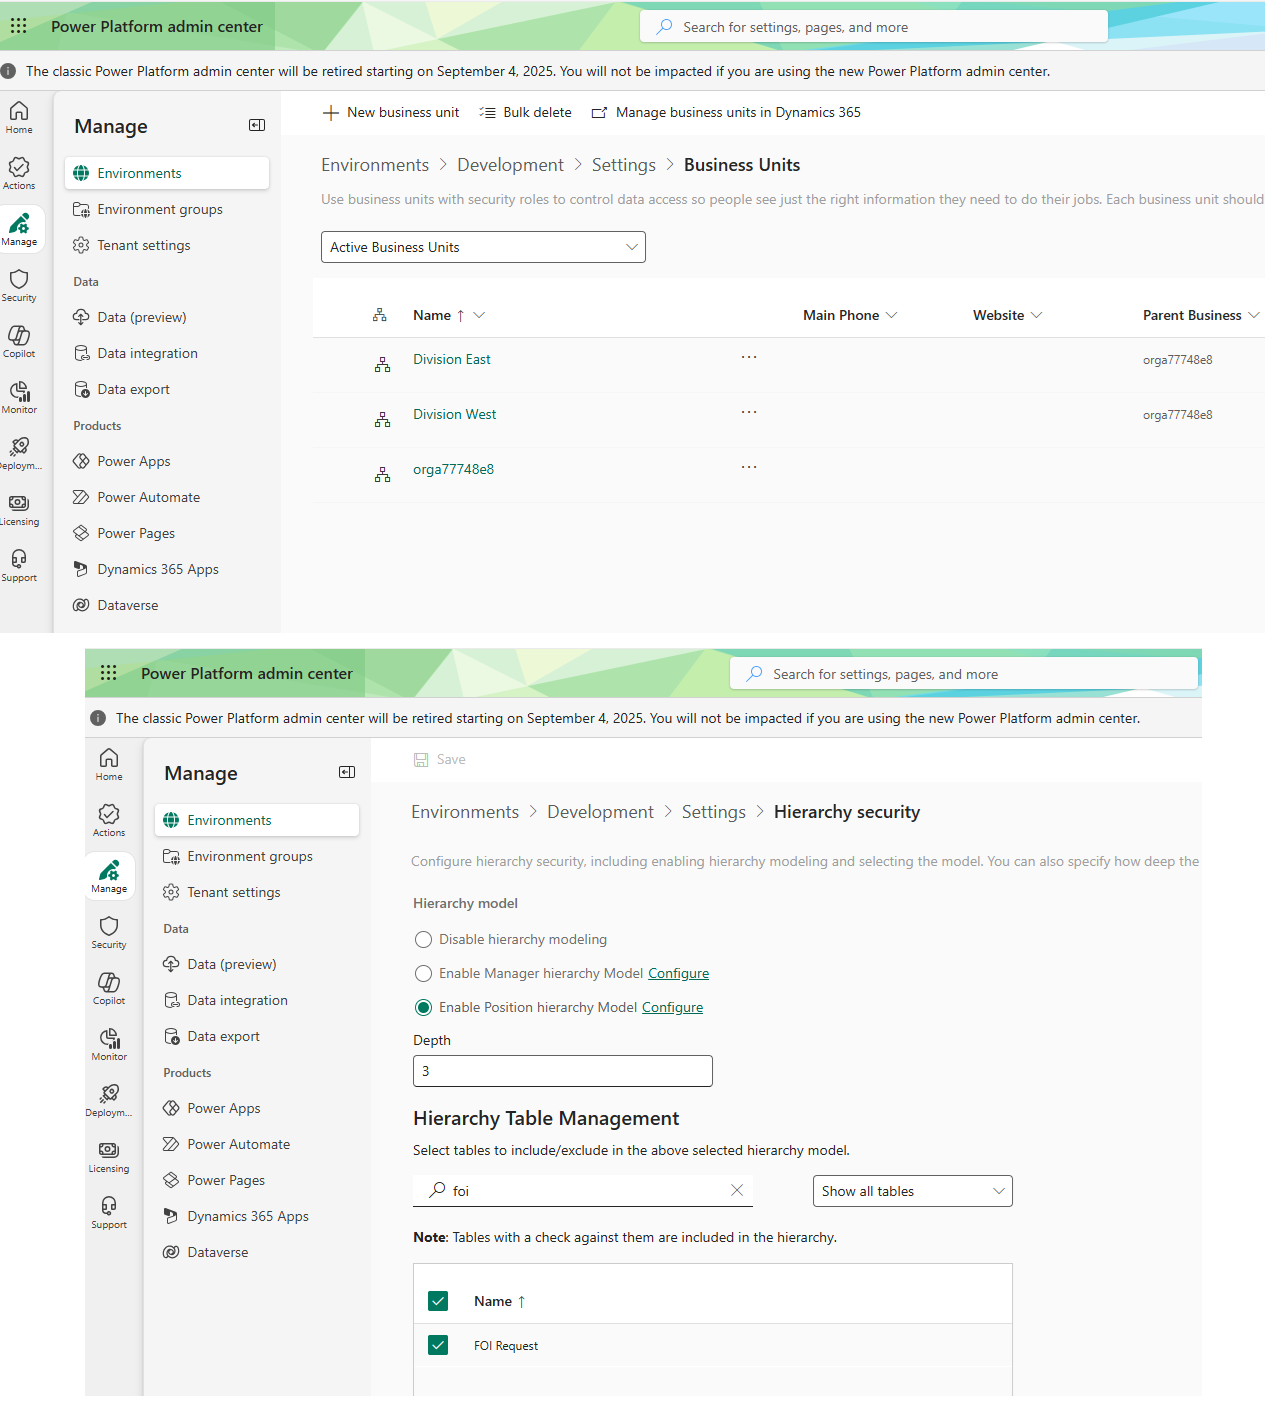 Power Platform admin center
Search for settings, pages, and more
The classic Power Platform admin center will be retired starting on September 4, 2025. You will not be impacted if you are using the new Power Platform admin center.
Home
Actions
Manage
Security
Copilot
Monitor
Deploym...
Licensing
Support
Manage
Environments
Environment groups
Tenant settings
Data
Data (preview)
Data integration
Data export
Products
Power Apps
Power Automate
Power Pages
Dynamics 365 Apps
Dataverse
New business unit Bulk delete Manage business units in Dynamics 365
Environments > Development > Settings > Business Units
Use business units with security roles to control data access so people see just the right information they need to do their jobs. Each business unit should
Active Business Units
Name ↑ Main Phone Website Parent Business
Division East ... orga77748e8
Division West ... orga77748e8
orga77748e8 ...
Power Platform admin center
Search for settings, pages, and more
The classic Power Platform admin center will be retired starting on September 4, 2025. You will not be impacted if you are using the new Power Platform admin center.
Home
Actions
Manage
Security
Copilot
Monitor
Deploym...
Licensing
Support
Manage
Environments
Environment groups
Tenant settings
Data
Data (preview)
Data integration
Data export
Products
Power Apps
Power Automate
Power Pages
Dynamics 365 Apps
Dataverse
Save
Environments > Development > Settings > Hierarchy security
Configure hierarchy security, including enabling hierarchy modeling and selecting the model. You can also specify how deep the
Hierarchy model
Disable hierarchy modeling
Enable Manager hierarchy Model Configure
Enable Position hierarchy Model Configure
Depth
3
Hierarchy Table Management
Select tables to include/exclude in the above selected hierarchy model.
foi
Show all tables
Note: Tables with a check against them are included in the hierarchy.
Name ↑
FOI Request